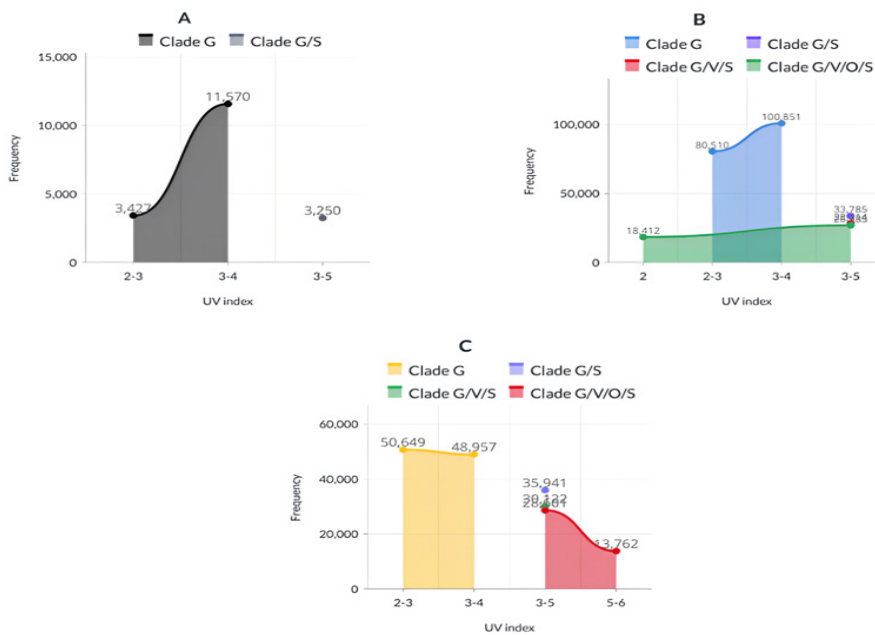 A
Clade G Clade G/S
15,000
11,570
10,000
Frequency
5,000
3,427
3,250
0
2-3 3-4 3-5
UV index
B
Clade G Clade G/S
Clade G/V/S Clade G/V/O/S
100,851
100,000
80,510
Frequency
50,000
33,785
18,412
0
2 2-3 3-4 3-5
UV index
C
Clade G Clade G/S
Clade G/V/S Clade G/V/O/S
60,000
50,649 48,957
40,000
35,941
30,122
Frequency
20,000
13,762
0
2-3 3-4 3-5 5-6
UV index